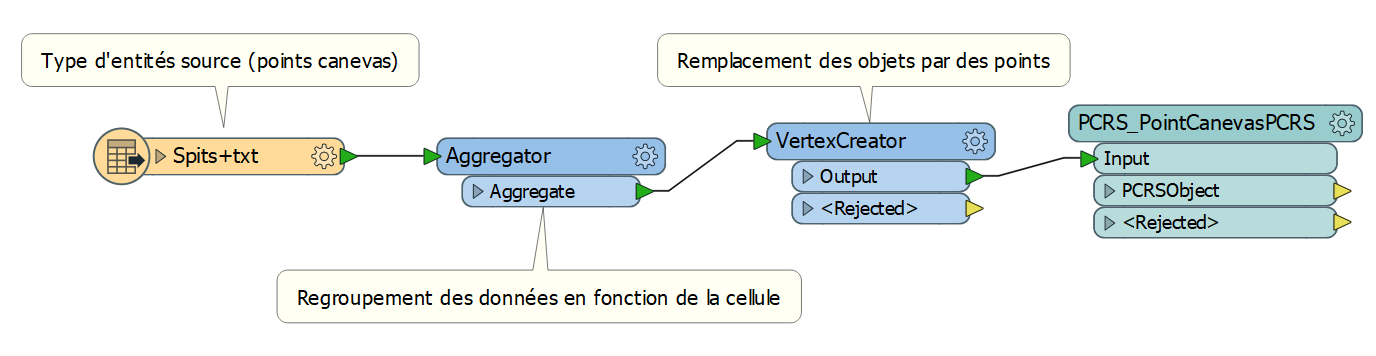 Type d'entités source (points canevas)
Remplacement des objets par des points
Spits+txt
Aggregator
Aggregate
VertexCreator
Output
<Rejected>
PCRS_PointCanevasPCRS
Input
PCRSObject
<Rejected>
Regroupement des données en fonction de la cellule